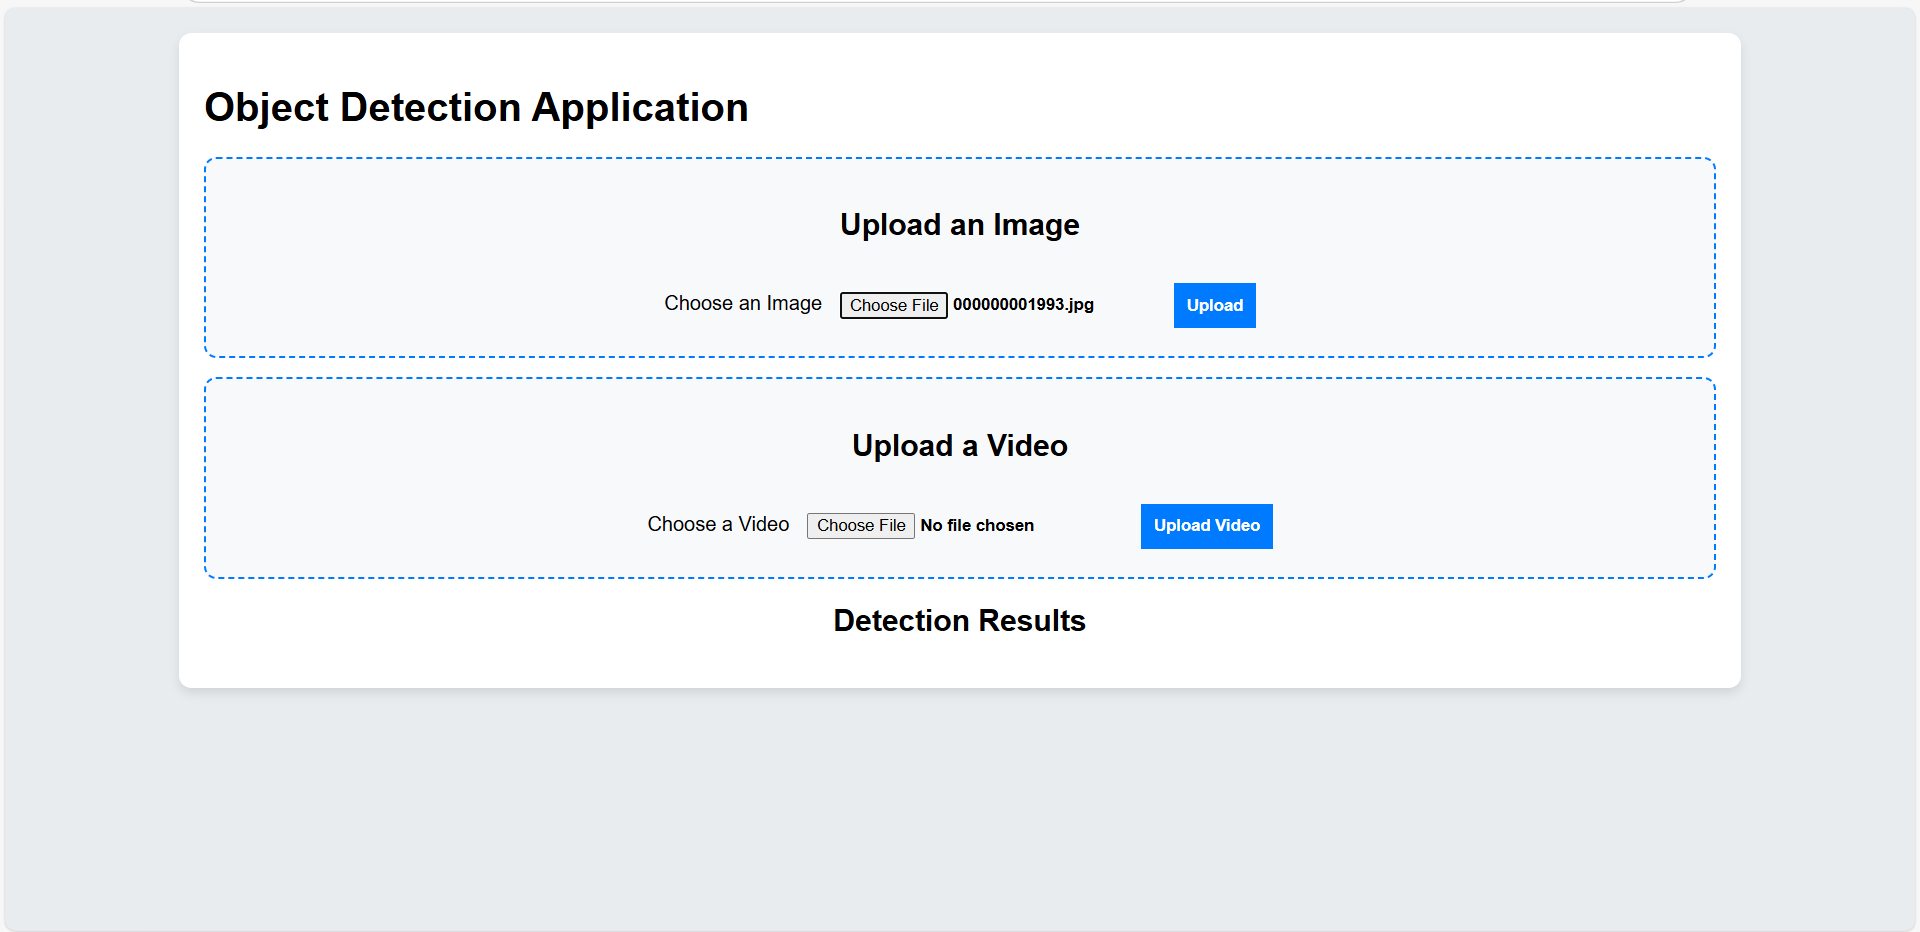 Object Detection Application
Upload an Image
Choose an Image Choose File 000000001993.jpg Upload
Upload a Video
Choose a Video Choose File No file chosen Upload Video
Detection Results